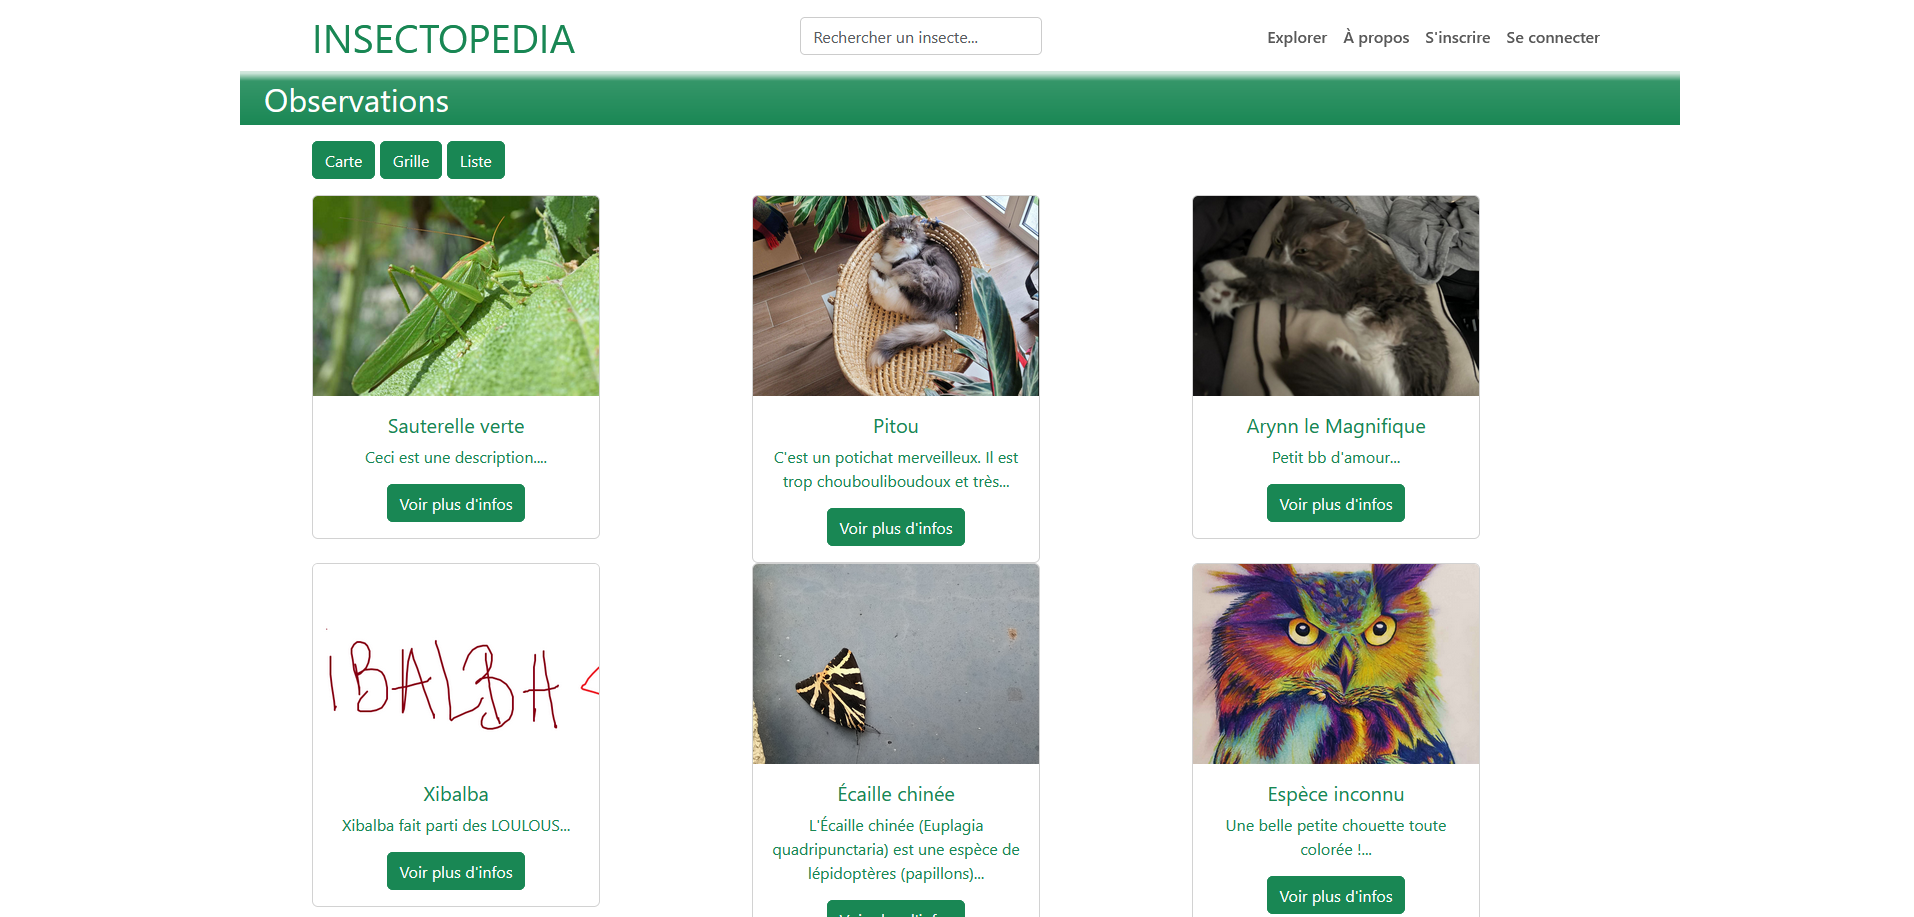 INSECTOPEDIA
Rechercher un insecte...
Explorer À propos S'inscrire Se connecter
Observations
Carte Grille Liste
Sauterelle verte
Ceci est une description....
Voir plus d'infos
Pitou
C'est un potichat merveilleux. Il est
trop chouboulïboudoux et très...
Voir plus d'infos
Arynn le Magnifique
Petit bb d'amour...
Voir plus d'infos
IBALBA
Xibalba
Xibalba fait parti des LOULOUS...
Voir plus d'infos
Écaille chinée
L'Écaille chinée (Euplagia
quadripunctaria) est une espèce de
lépidoptères (papillons)...
Voir plus d'infos
Espèce inconnu
Une belle petite chouette toute
colorée !...
Voir plus d'infos